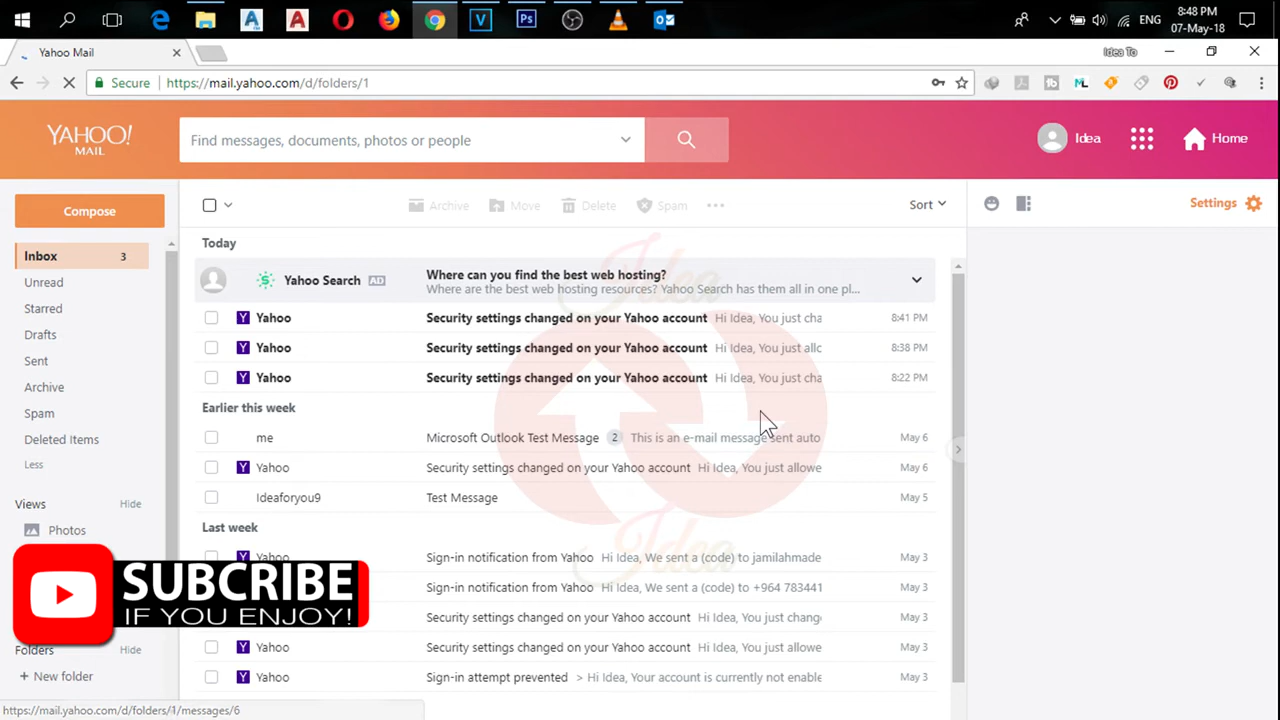 ENG
8:48 PM
07-May-18
Yahoo Mail
Idea To
Secure
https://mail.yahoo.com/d/folders/1
YAHOO!
MAIL
Find messages, documents, photos or people
Idea
Home
Compose
Archive
Move
Delete
Spam
Sort
Settings
Inbox 3
Unread
Starred
Drafts
Sent
Archive
Spam
Deleted Items
Less
Views Hide
Photos
Folders Hide
+ New folder
Today
Yahoo Search AD Where can you find the best web hosting?
Where are the best web hosting resources? Yahoo Search has them all in one pl...
Yahoo Security settings changed on your Yahoo account Hi Idea, You just cha 8:41 PM
Yahoo Security settings changed on your Yahoo account Hi Idea, You just allc 8:38 PM
Yahoo Security settings changed on your Yahoo account Hi Idea, You just cha 8:22 PM
Earlier this week
me Microsoft Outlook Test Message 2 This is an e-mail message sent auto May 6
Yahoo Security settings changed on your Yahoo account Hi Idea, You just allowe May 6
Ideaforyou9 Test Message May 5
Last week
Yahoo Sign-in notification from Yahoo Hi Idea, We sent a (code) to jamilahmade May 3
Sign-in notification from Yahoo Hi Idea, We sent a (code) to +964 783441 May 3
Security settings changed on your Yahoo account Hi Idea, You just change May 3
Yahoo Security settings changed on your Yahoo account Hi Idea, You just allowe May 3
Yahoo Sign-in attempt prevented > Hi Idea, Your account is currently not enable May 3
Idea
Idea
SUBCRIBE
IF YOU ENJOY!
https://mail.yahoo.com/d/folders/1/messages/6